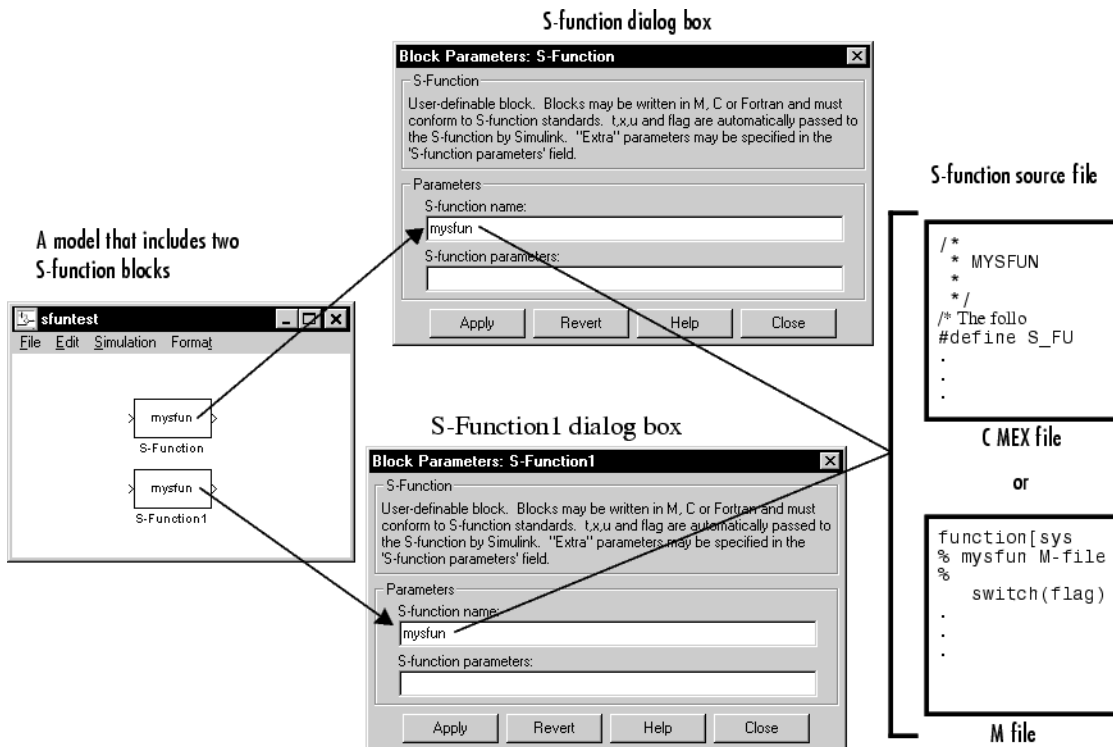 S-function dialog box
Block Parameters: S-Function
S-Function
User-definable block. Blocks may be written in M, C or Fortran and must
conform to S-function standards. t,x,u and flag are automatically passed to
the S-function by Simulink. "Extra" parameters may be specified in the
'S-function parameters' field.
Parameters
S-function name:
mysfun
S-function parameters:
Apply Revert Help Close
A model that includes two
S-function blocks
sfuntest
File Edit Simulation Format
mysfun
S-Function
mysfun
S-Function1
S-Function1 dialog box
Block Parameters: S-Function1
S-Function
User-definable block. Blocks may be written in M, C or Fortran and must
conform to S-function standards. t,x,u and flag are automatically passed to
the S-function by Simulink. "Extra" parameters may be specified in the
'S-function parameters' field.
Parameters
S-function name:
mysfun
S-function parameters:
Apply Revert Help Close
S-function source file
/*
* MYSFUN
*
*/
/* The follo
#define S_FU
.
.
.
C MEX file
or
function[sys
% mysfun M-file
%
switch(flag)
.
.
.
M file